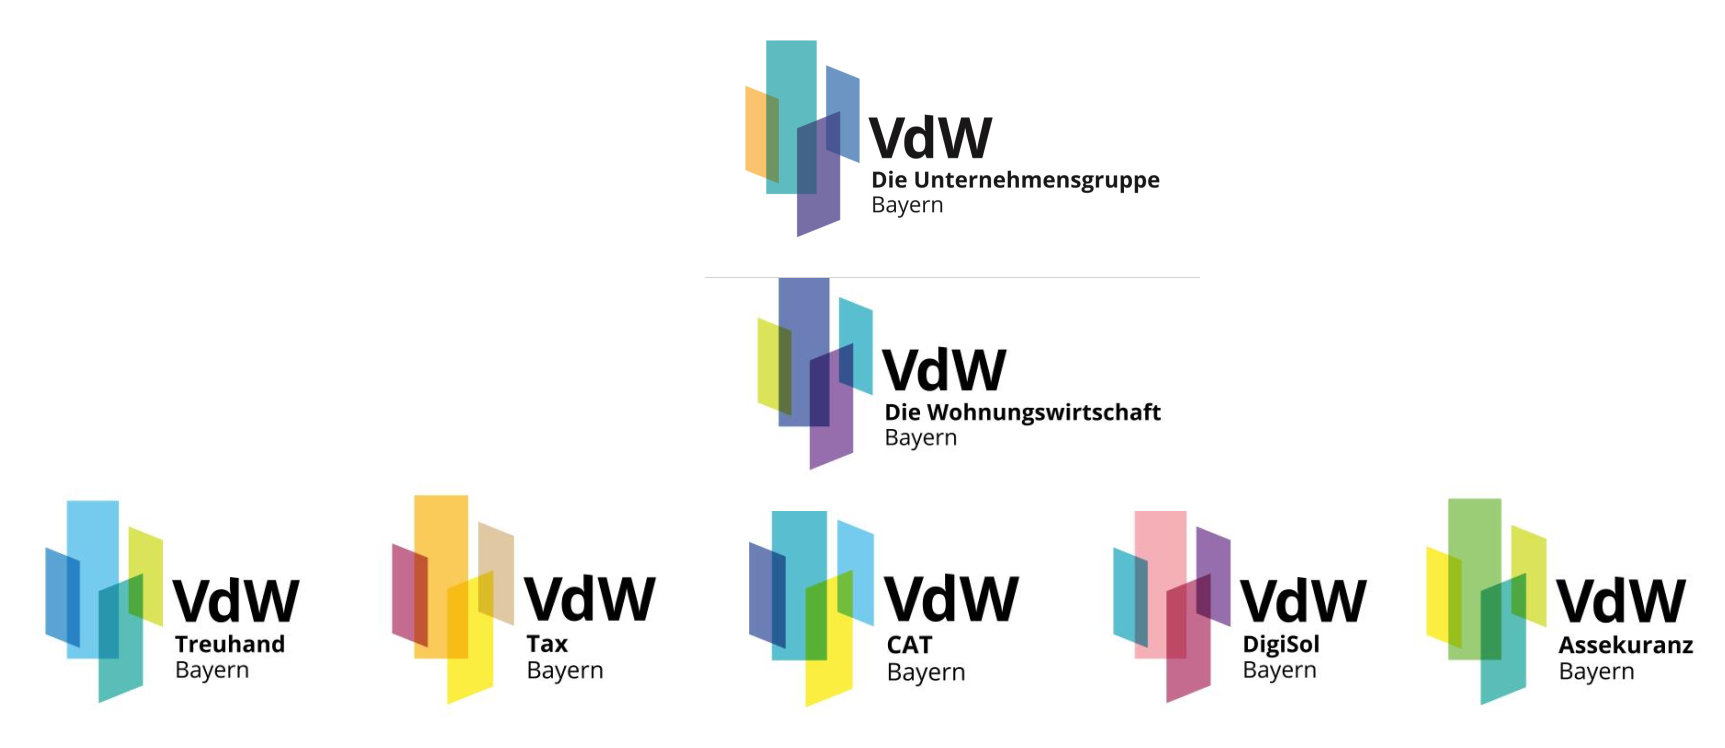 VdW
Die Unternehmensgruppe
Bayern
VdW
Die Wohnungswirtschaft
Bayern
VdW
Treuhand
Bayern
VdW
Tax
Bayern
VdW
CAT
Bayern
VdW
DigiSol
Bayern
VdW
Assekuranz
Bayern